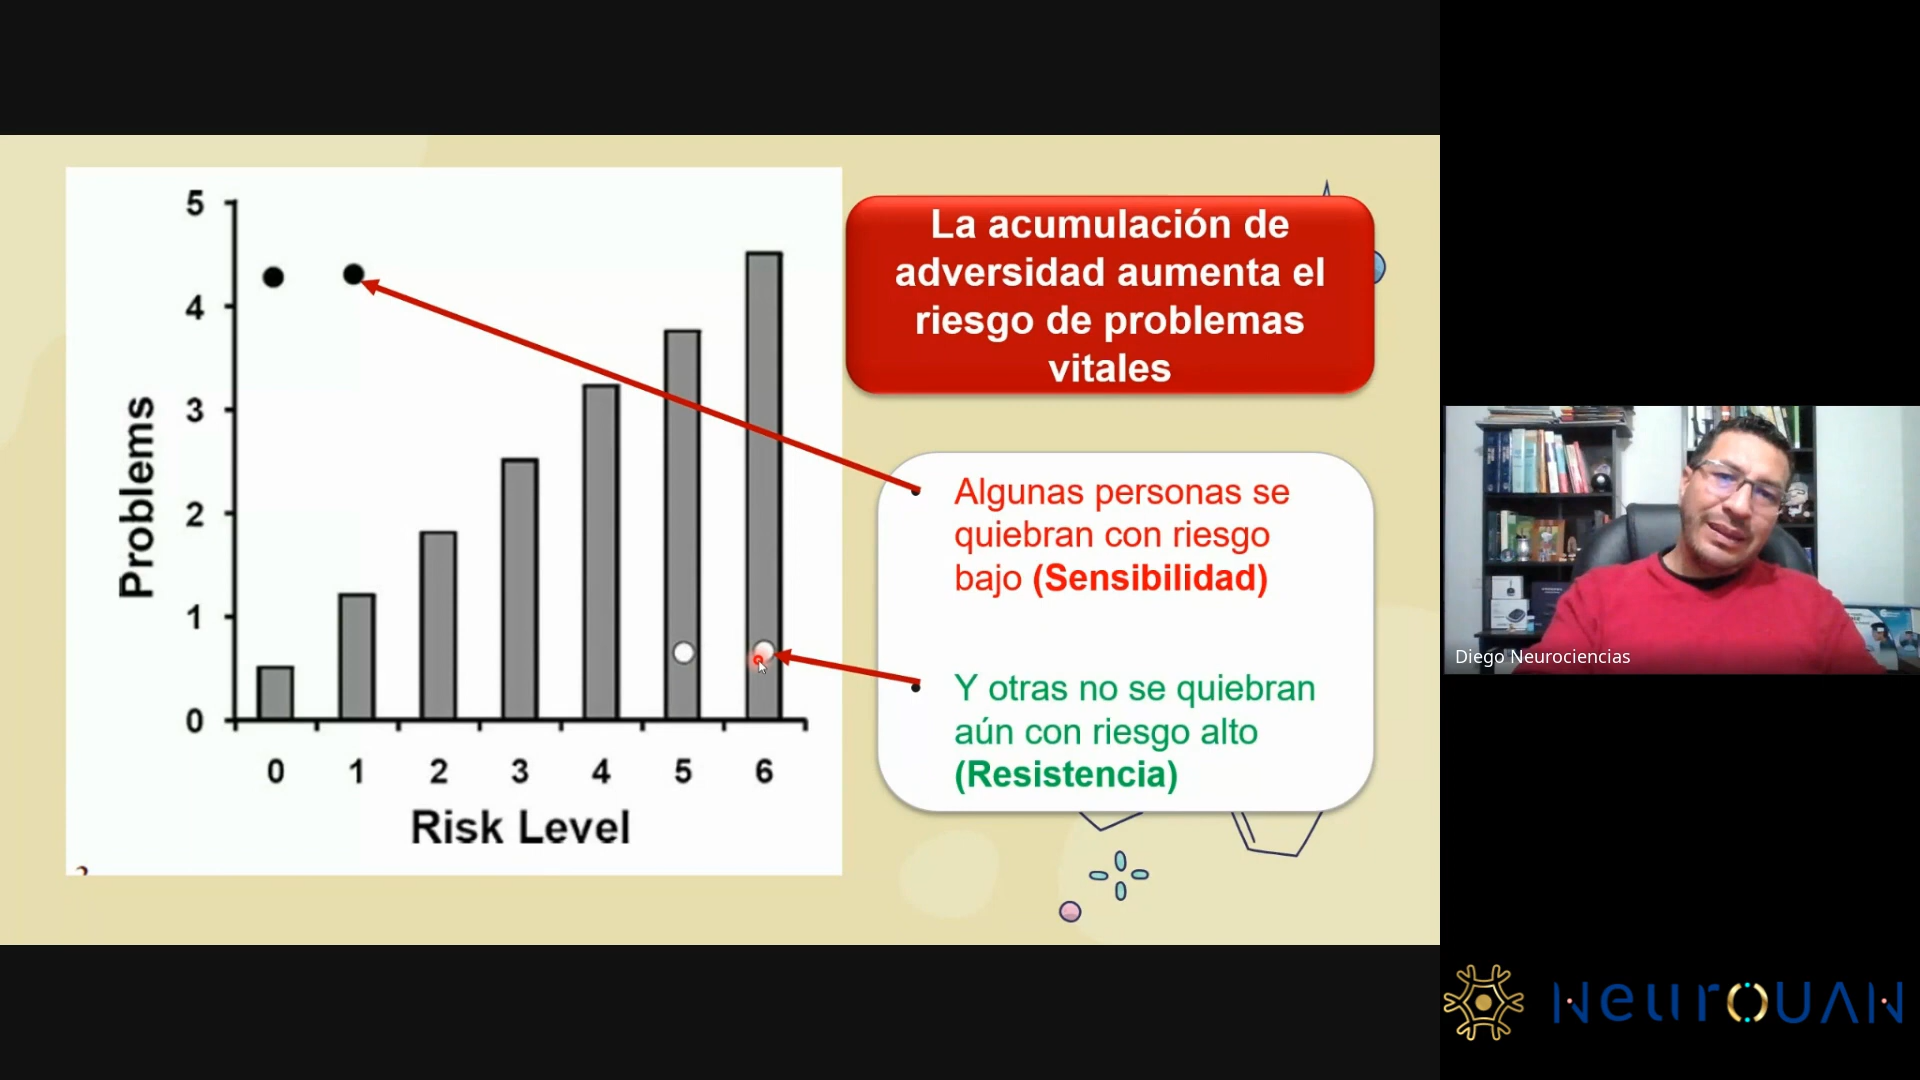 5
4
3
2
1
0
Problems
0 1 2 3 4 5 6
Risk Level
La acumulación de
adversidad aumenta el
riesgo de problemas
vitales
• Algunas personas se
quiebran con riesgo
bajo (Sensibilidad)
• Y otras no se quiebran
aún con riesgo alto
(Resistencia)
Diego Neurociencias
NeurOUAN